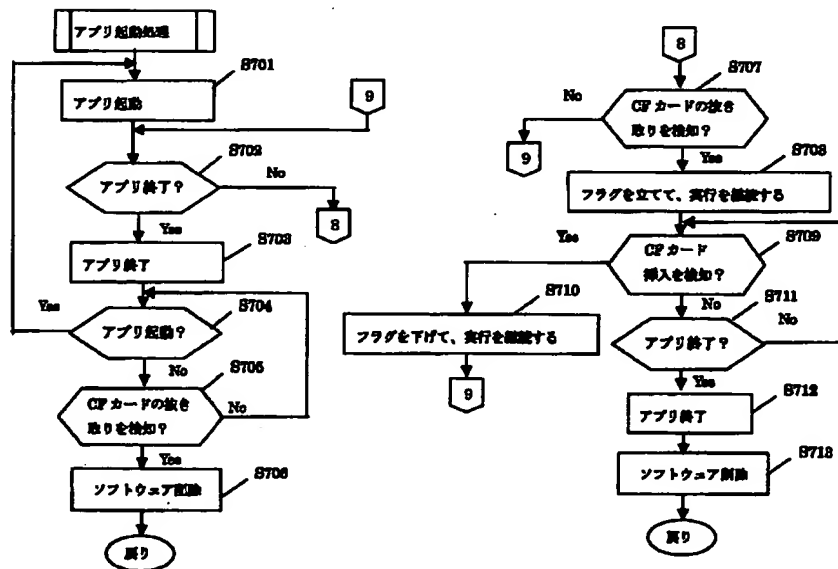 アプリ起動処理
S701
アプリ起動
9
S702
アプリ終了?
No
8
Yes
S703
アプリ終了
Yes
アプリ起動?
S704
No
S705
CFカードの抜き
取りを検知?
No
Yes
S706
ソフトウェア削除
戻り
8
S707
No
CFカードの抜き
取りを検知?
9
Yes
S708
フラグを立てて、実行を継続する
Yes
S709
CFカード
挿入を検知?
S710
フラグを下げて、実行を継続する
9
No
S711
アプリ終了?
No
Yes
S712
アプリ終了
S713
ソフトウェア削除
戻り